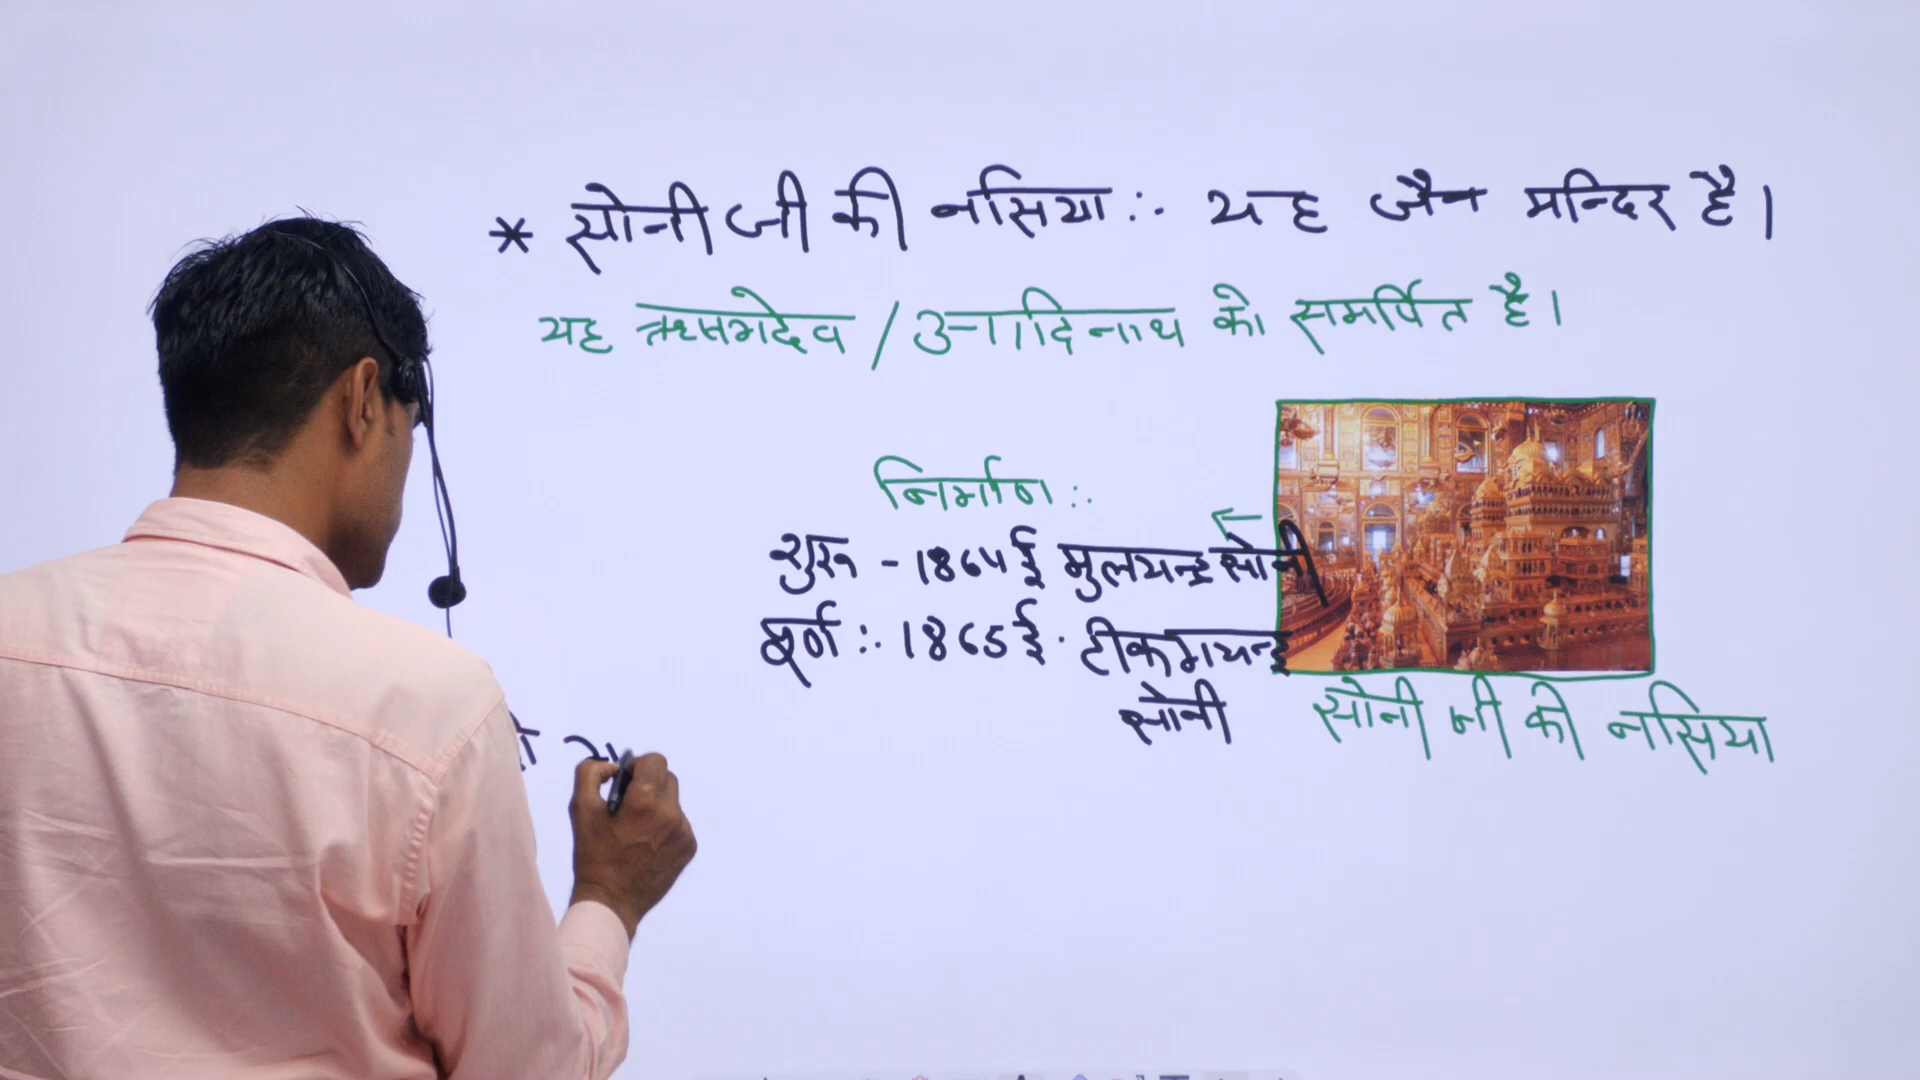 * सोनी जी की नसिया :- यह जैन मन्दिर है।
यह ऋषभदेव / आदिनाथ को समर्पित है।
निर्माण :-
शुरू - 1864 ई मुलचन्द्र सोनी
पूर्ण :- 1865 ई. टीकमचन्द्र
सोनी
सोनी जी की नसिया